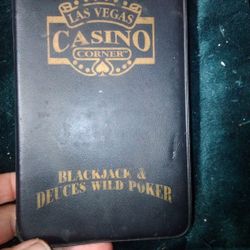 LAS VEGAS
CASINO
CORNER
BLACKJACK &
DEUCES WILD POKER